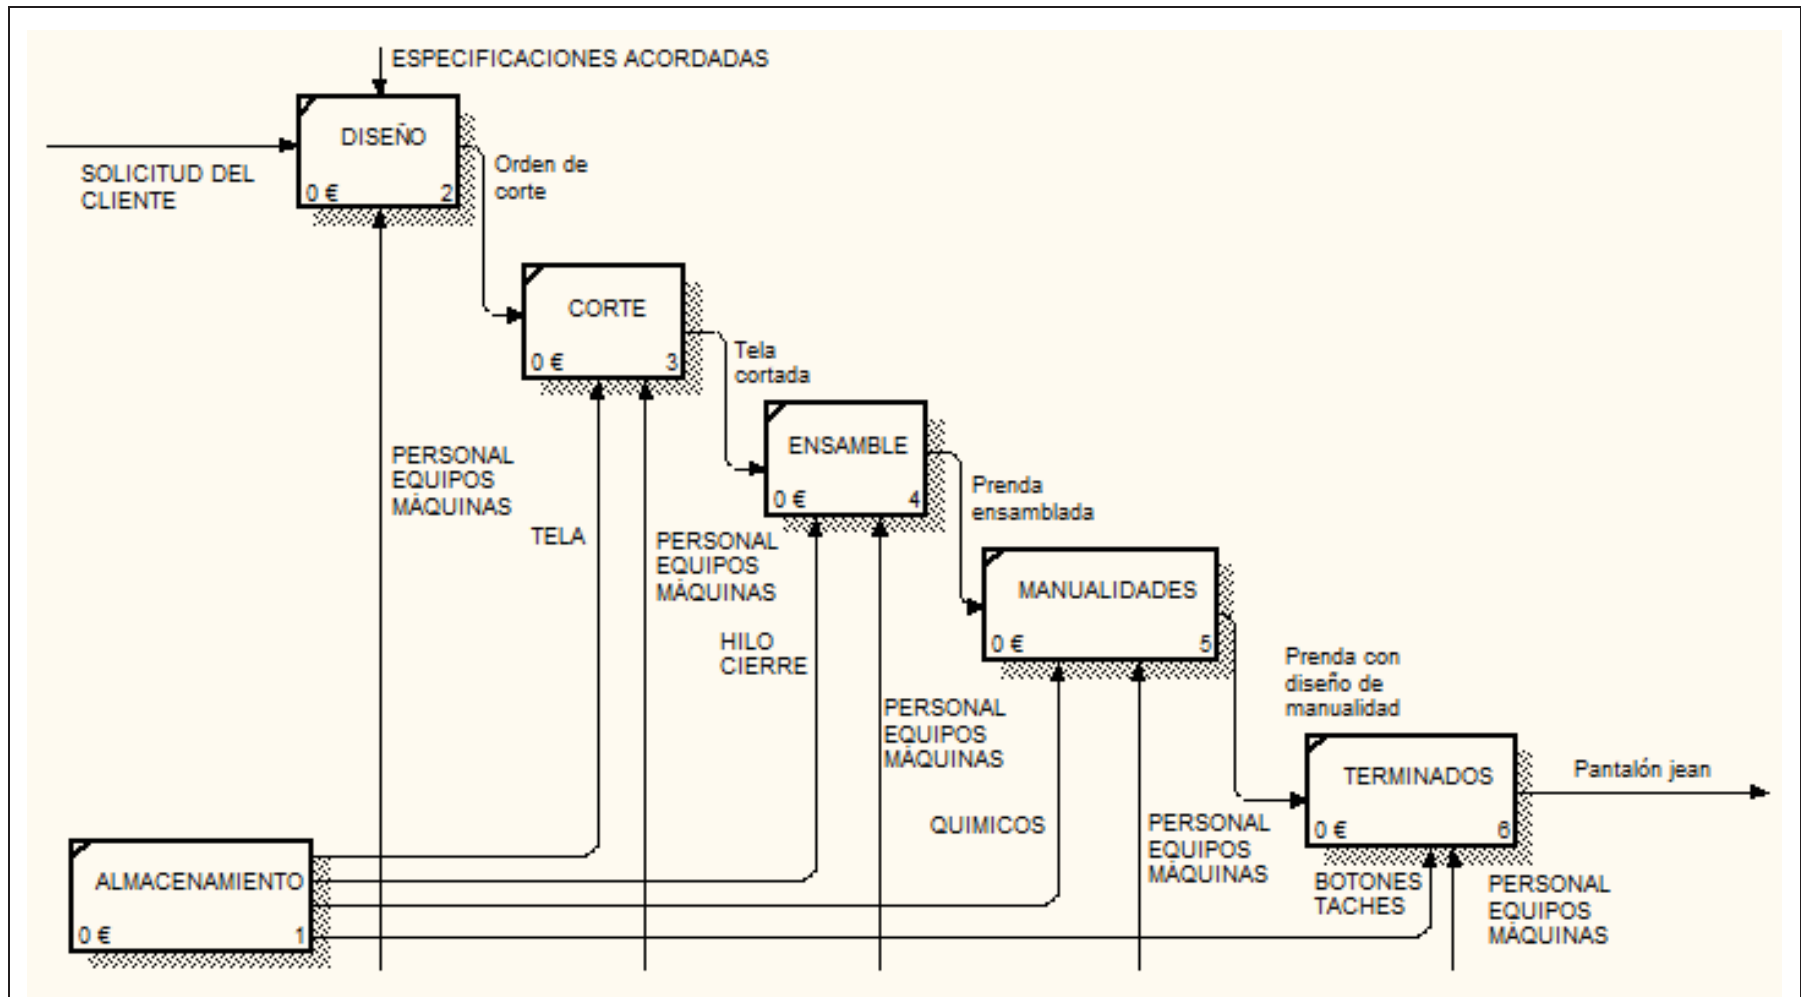 ESPECIFICACIONES ACORDADAS
DISEÑO
0 €
2
SOLICITUD DEL
CLIENTE
Orden de
corte
CORTE
0 €
3
Tela
cortada
ENSAMBLE
0 €
4
Prenda
ensamblada
PERSONAL
EQUIPOS
MÁQUINAS
TELA
PERSONAL
EQUIPOS
MÁQUINAS
MANUALIDADES
0 €
5
HILO
CIERRE
Prenda con
diseño de
manualidad
PERSONAL
EQUIPOS
MÁQUINAS
TERMINADOS
0 €
6
Pantalón jean
QUIMICOS
PERSONAL
EQUIPOS
MÁQUINAS
ALMACENAMIENTO
0 €
1
BOTONES
TACHES
PERSONAL
EQUIPOS
MÁQUINAS